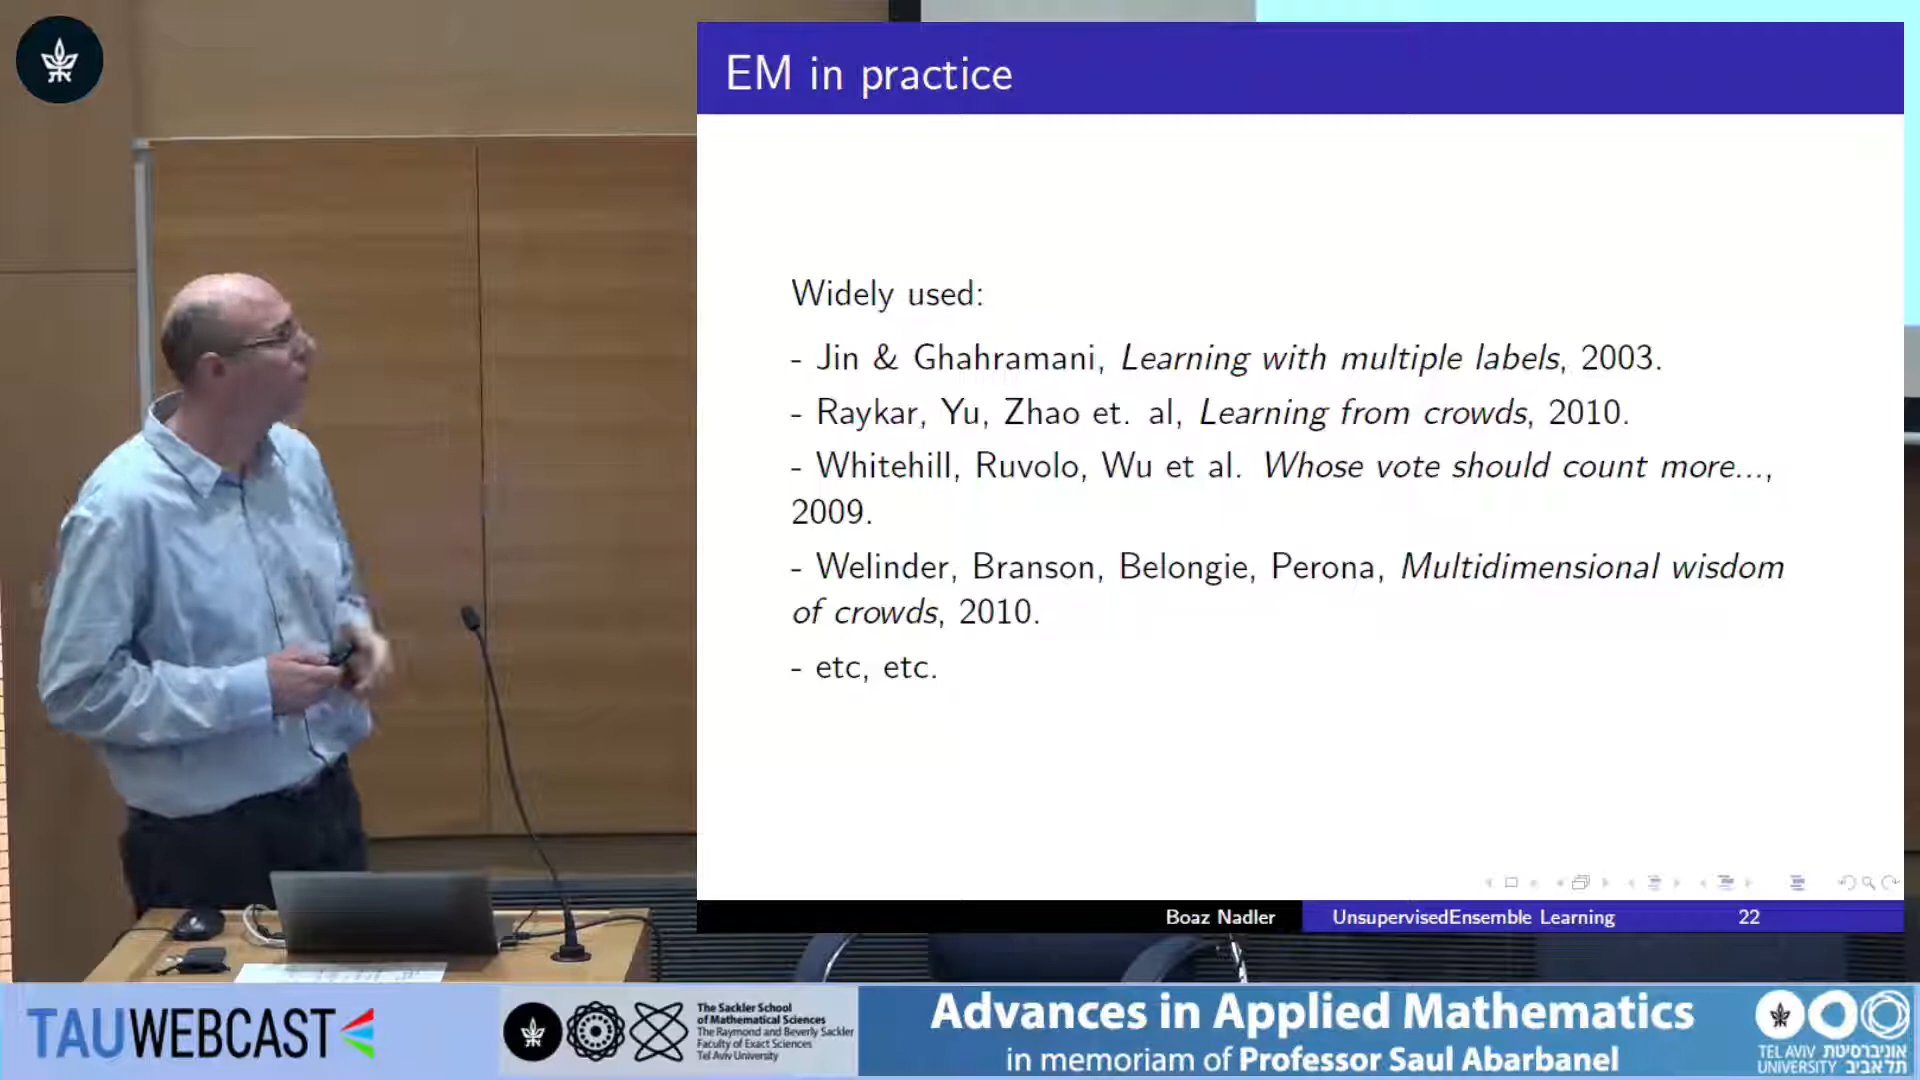 EM in practice
Widely used:
- Jin & Ghahramani, Learning with multiple labels, 2003.
- Raykar, Yu, Zhao et. al, Learning from crowds, 2010.
- Whitehill, Ruvolo, Wu et al. Whose vote should count more...,
2009.
- Welinder, Branson, Belongie, Perona, Multidimensional wisdom
of crowds, 2010.
- etc, etc.
Boaz Nadler
UnsupervisedEnsemble Learning
22
TAUWEBCAST
The Sackler School
of Mathematical Sciences
The Raymond and Beverly Sackler
Faculty of Exact Sciences
Tel Aviv University
Advances in Applied Mathematics
in memoriam of Professor Saul Abarbanel
TEL AVIV אוניברסיטת
UNIVERSITY תל אביב